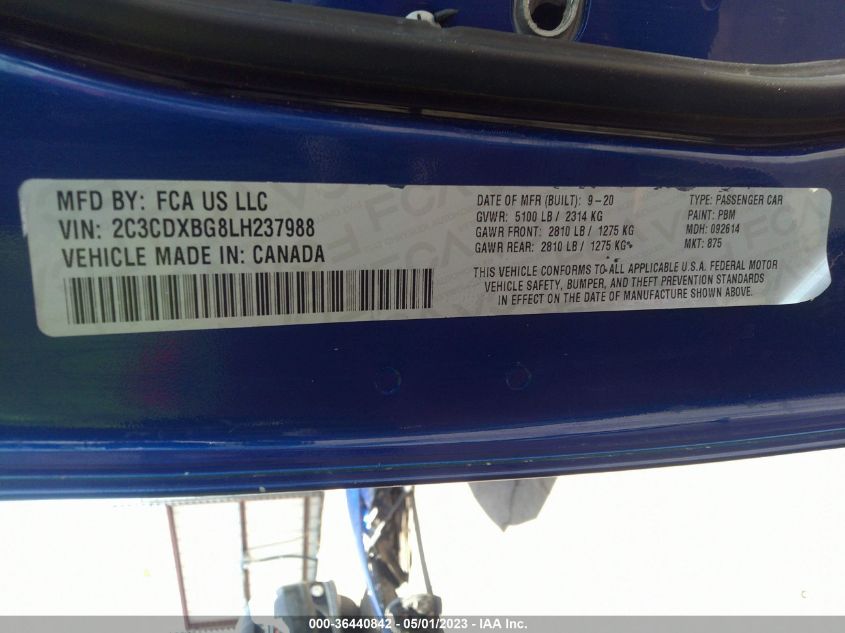 MFD BY: FCA US LLC
VIN: 2C3CDXBG8LH237988
VEHICLE MADE IN: CANADA
DATE OF MFR (BUILT): 9-20
GVWR: 5100 LB / 2314 KG
GAWR FRONT: 2810 LB / 1275 KG
GAWR REAR: 2810 LB / 1275 KG
TYPE: PASSENGER CAR
PAINT: PBM
MDH: 092614
MKT: 875
THIS VEHICLE CONFORMS TO ALL APPLICABLE U.S.A. FEDERAL MOTOR
VEHICLE SAFETY, BUMPER, AND THEFT PREVENTION STANDARDS
IN EFFECT ON THE DATE OF MANUFACTURE SHOWN ABOVE.
000-36440842 - 05/01/2023 - IAA Inc.